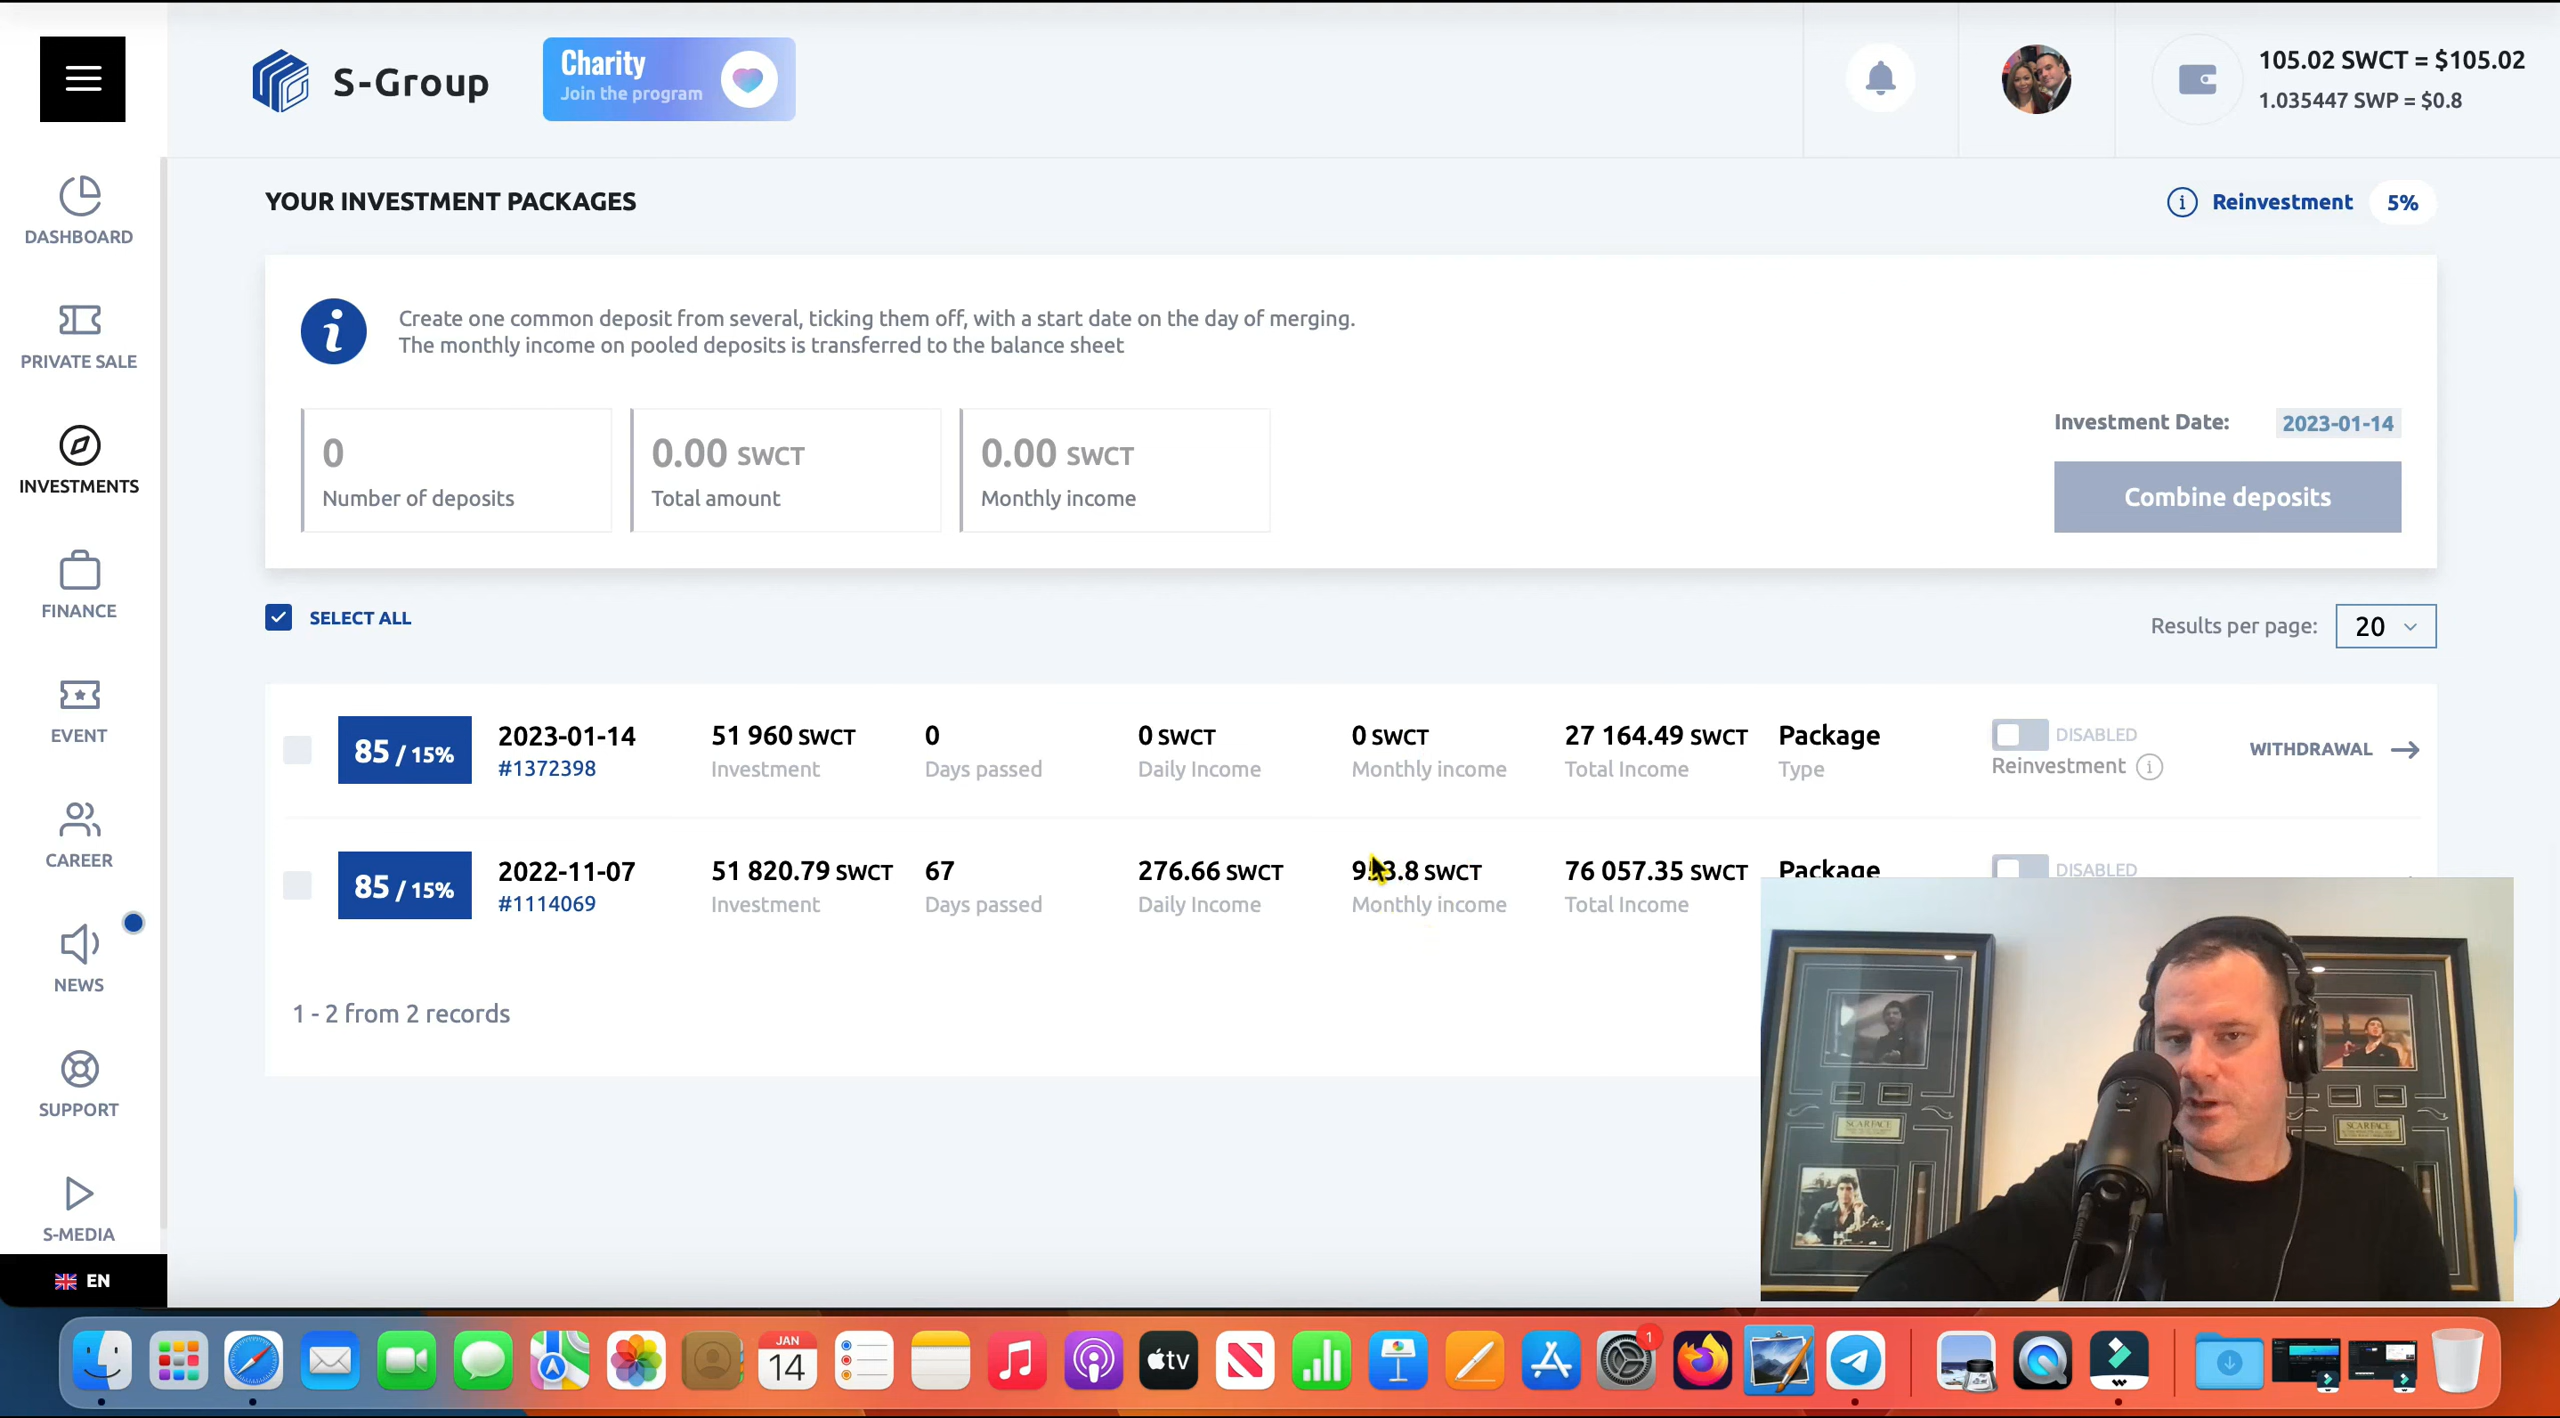 S-Group
Charity
Join the program
105.02 SWCT = $105.02
1.035447 SWP = $0.8
DASHBOARD
PRIVATE SALE
INVESTMENTS
FINANCE
EVENT
CAREER
NEWS
SUPPORT
S-MEDIA
EN
YOUR INVESTMENT PACKAGES
i Reinvestment 5%
i
Create one common deposit from several, ticking them off, with a start date on the day of merging.
The monthly income on pooled deposits is transferred to the balance sheet
0
Number of deposits
0.00 SWCT
Total amount
0.00 SWCT
Monthly income
Investment Date: 2023-01-14
Combine deposits
SELECT ALL
Results per page: 20
85 / 15%
2023-01-14
#1372398
51 960 SWCT
Investment
0
Days passed
0 SWCT
Daily Income
0 SWCT
Monthly income
27 164.49 SWCT
Total Income
Package
Type
DISABLED
Reinvestment i
WITHDRAWAL
85 / 15%
2022-11-07
#1114069
51 820.79 SWCT
Investment
67
Days passed
276.66 SWCT
Daily Income
SWCT
Monthly income
76 057.35 SWCT
Total Income
Package
DISABLED
1 - 2 from 2 records
SCARFACE
SCARFACE
JAN
14
tv
1